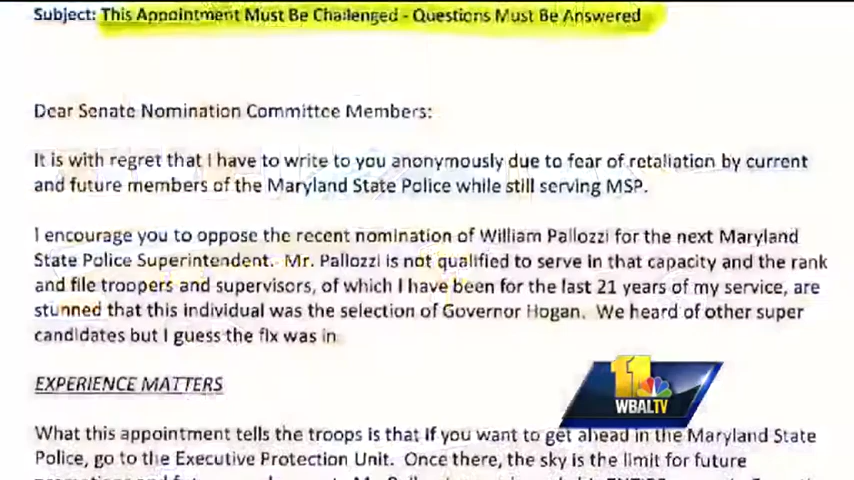 Subject: This Appointment Must Be Challenged - Questions Must Be Answered
Dear Senate Nomination Committee Members:
It is with regret that I have to write to you anonymously due to fear of retaliation by current
and future members of the Maryland State Police while still serving MSP.
I encourage you to oppose the recent nomination of William Pallozzi for the next Maryland
State Police Superintendent. Mr. Pallozzi is not qualified to serve in that capacity and the rank
and file troopers and supervisors, of which I have been for the last 21 years of my service, are
stunned that this individual was the selection of Governor Hogan. We heard of other super
candidates but I guess the fix was in
EXPERIENCE MATTERS
11
WBALTV
What this appointment tells the troops is that if you want to get ahead in the Maryland State
Police, go to the Executive Protection Unit. Once there, the sky is the limit for future